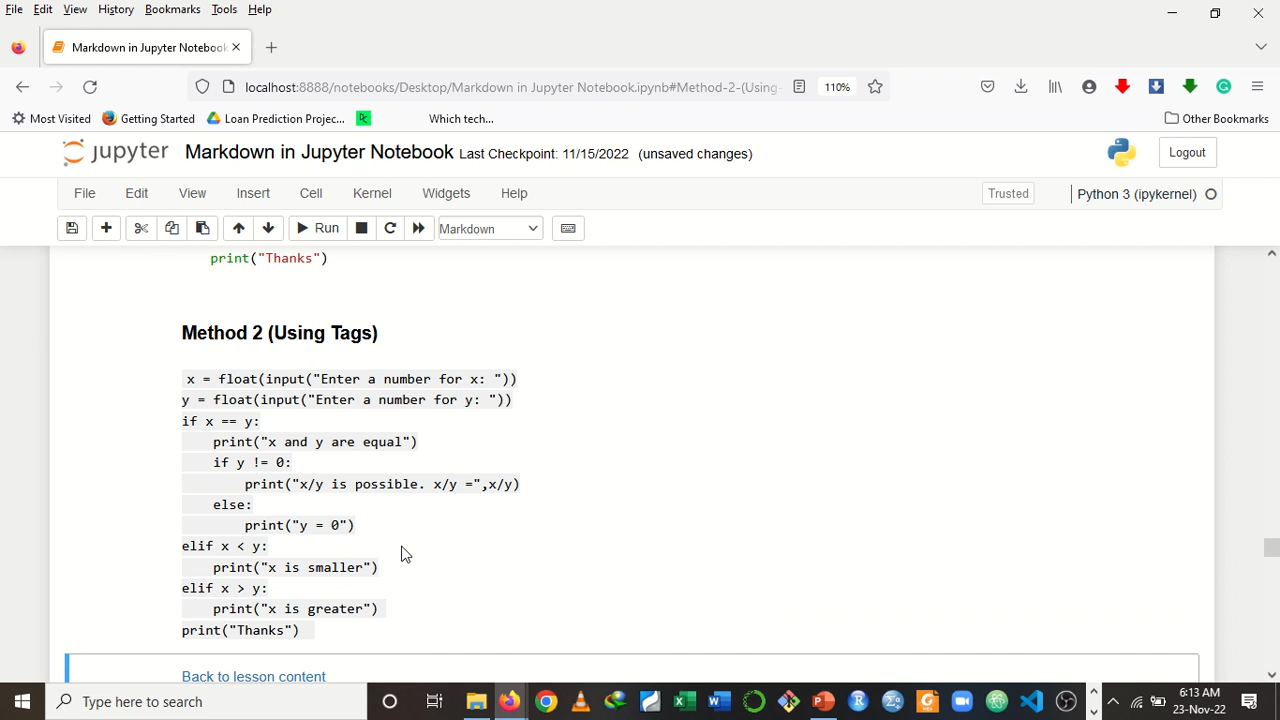 File Edit View History Bookmarks Tools Help
Markdown in Jupyter Notebook
localhost:8888/notebooks/Desktop/Markdown in Jupyter Notebook.ipynb#Method-2-(Using- 110%
Most Visited Getting Started Loan Prediction Projec... Which tech... Other Bookmarks
jupyter Markdown in Jupyter Notebook Last Checkpoint: 11/15/2022 (unsaved changes) Logout
File Edit View Insert Cell Kernel Widgets Help Trusted Python 3 (ipykernel)
Run Markdown
print("Thanks")
Method 2 (Using Tags)
x = float(input("Enter a number for x: "))
y = float(input("Enter a number for y: "))
if x == y:
    print("x and y are equal")
    if y != 0:
        print("x/y is possible. x/y =",x/y)
    else:
        print("y = 0")
elif x < y:
    print("x is smaller")
elif x > y:
    print("x is greater")
print("Thanks")
Back to lesson content
Type here to search
6:13 AM
23-Nov-22